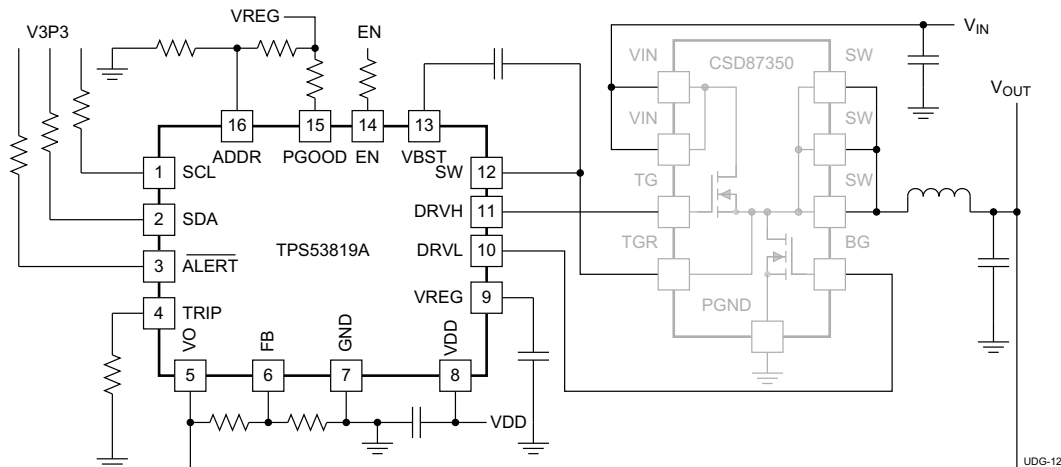 VREG
V3P3
EN
VIN
CSD87350
SW
V_IN
V_OUT
16
15
14
13
ADDR
PGOOD
EN
VBST
VIN
SW
1
SCL
SW
12
TG
SW
2
SDA
DRVH
11
TPS53819A
DRVL
10
TGR
BG
3
ALERT
VREG
9
4
TRIP
PGND
VO
FB
GND
VDD
5
6
7
8
VDD
UDG-12